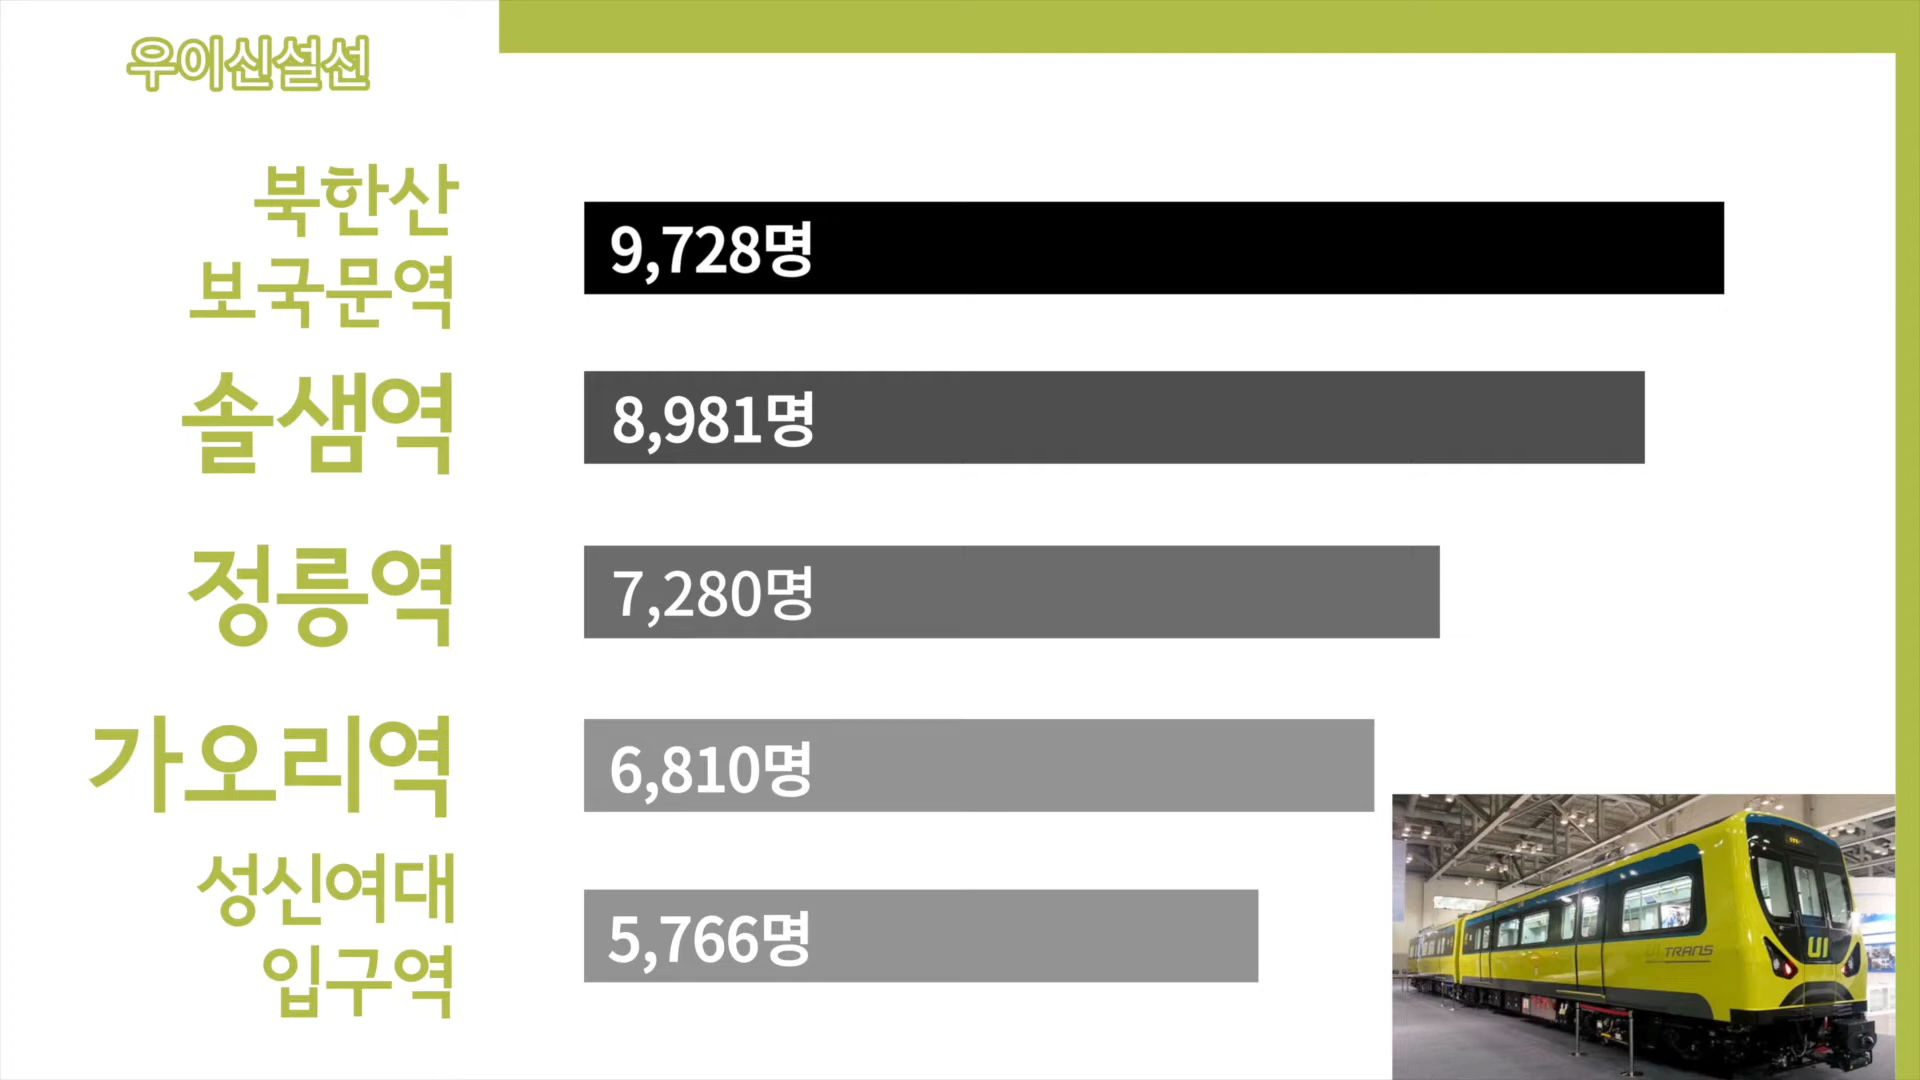 우이신설선
북한산
보국문역
9,728명
솔샘역
8,981명
정릉역
7,280명
가오리역
6,810명
성신여대
입구역
5,766명
UI TRANS
UI